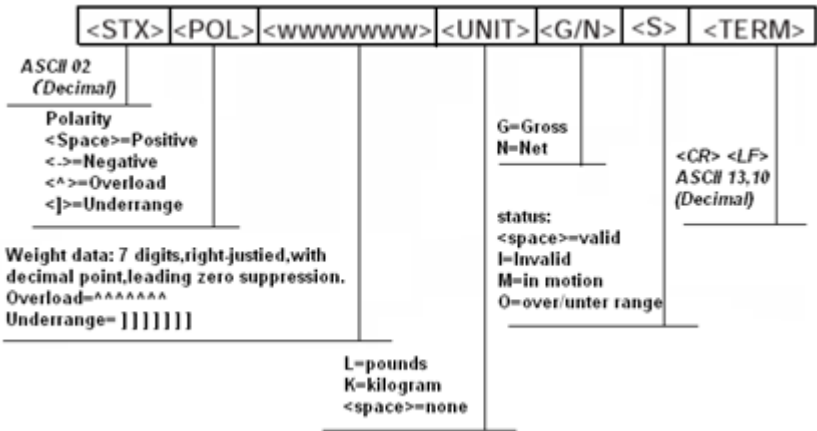 <STX> <POL> <wwwwwww> <UNIT> <G/N> <S> <TERM>
ASCII 02
(Decimal)
Polarity
<Space>=Positive
<->=Negative
<^>=Overload
<]>=Underrange
Weight data: 7 digits,right-justied,with
decimal point,leading zero suppression.
Overload=^^^^^^^
Underrange= ] ] ] ] ] ] ]
L=pounds
K=kilogram
<space>=none
G=Gross
N=Net
status:
<space>=valid
I=Invalid
M=in motion
O=over/unter range
<CR> <LF>
ASCII 13,10
(Decimal)